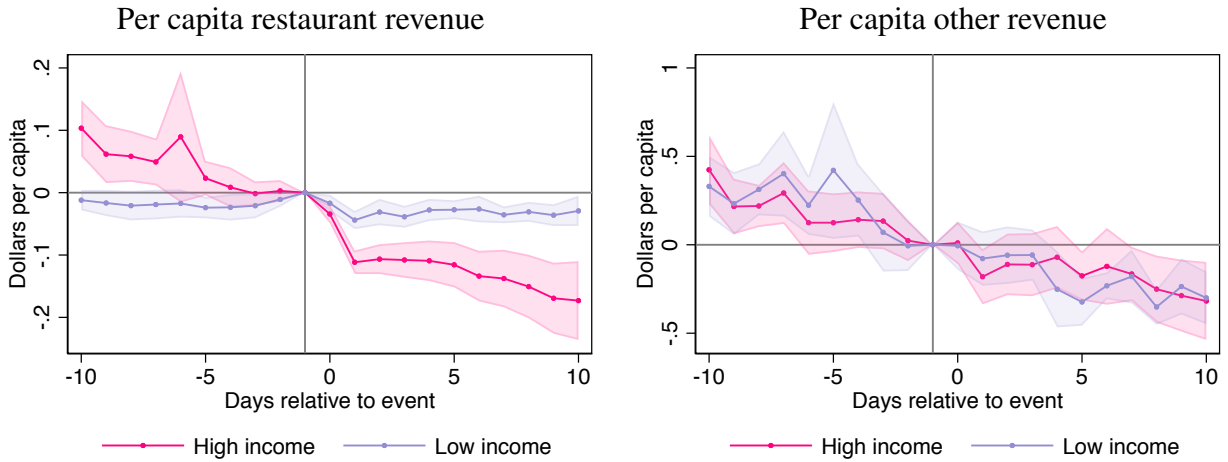 Per capita restaurant revenue
.2
.1
0
-.1
-.2
Dollars per capita
-10 -5 0 5 10
Days relative to event
High income Low income
Per capita other revenue
1
.5
0
-.5
Dollars per capita
-10 -5 0 5 10
Days relative to event
High income Low income